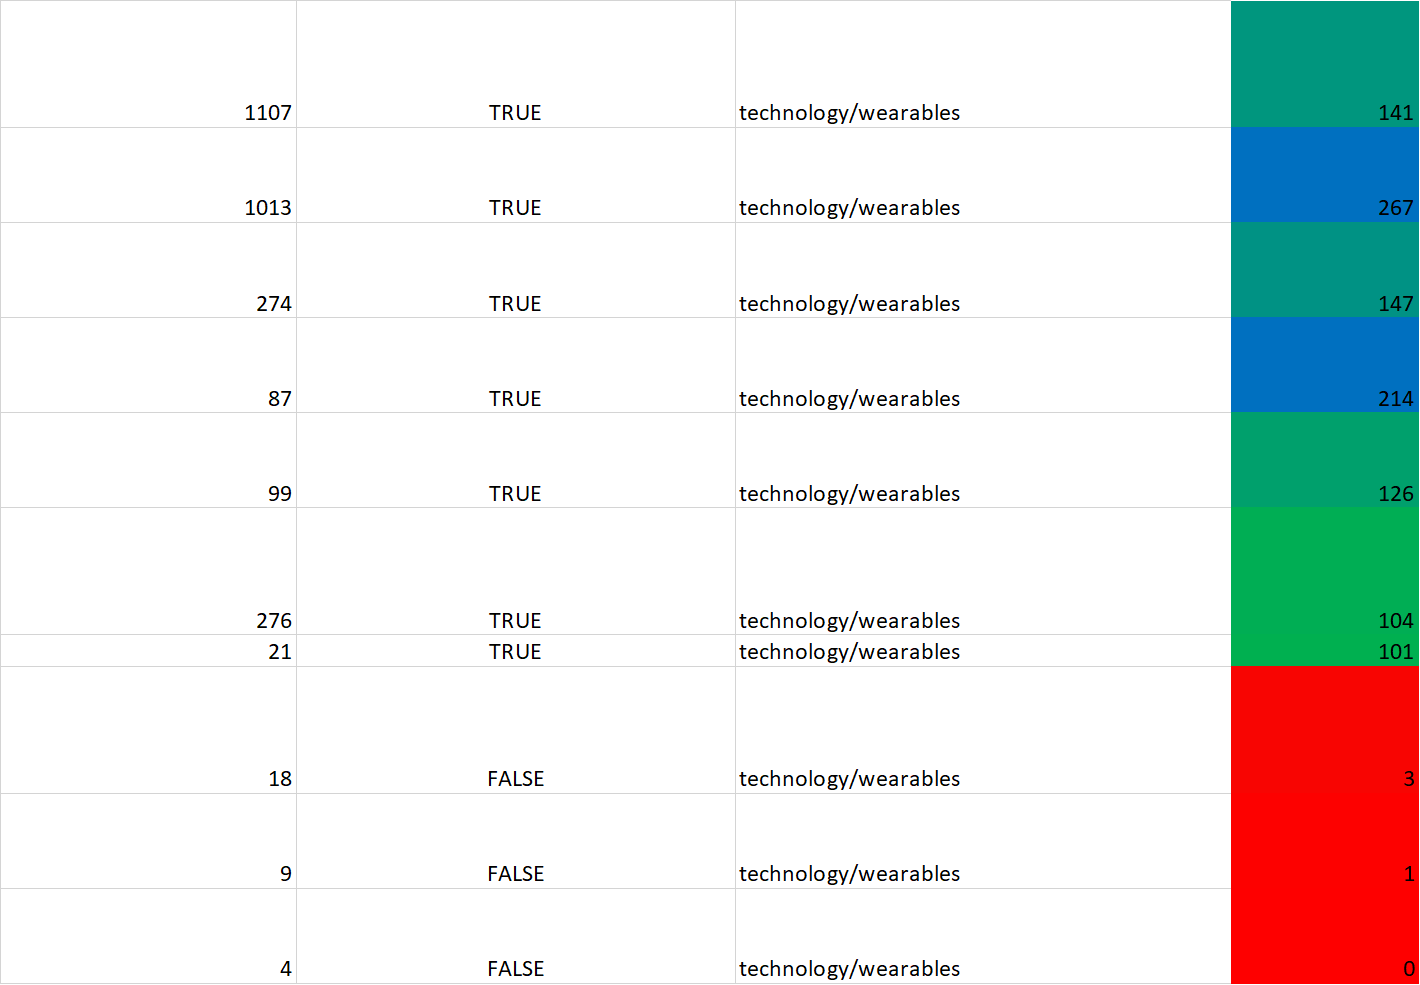 1107 TRUE technology/wearables 141
1013 TRUE technology/wearables 267
274 TRUE technology/wearables 147
87 TRUE technology/wearables 214
99 TRUE technology/wearables 126
276 TRUE technology/wearables 104
21 TRUE technology/wearables 101
18 FALSE technology/wearables 3
9 FALSE technology/wearables 1
4 FALSE technology/wearables 0